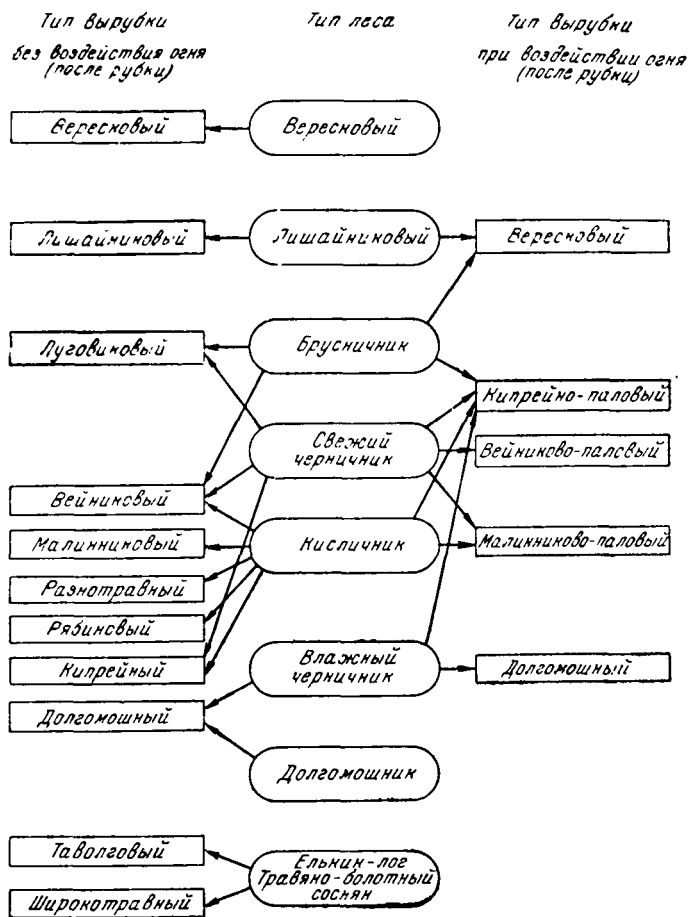 Тип вырубки
без воздействия огня
(после рубки)
Тип леса
Тип вырубки
при воздействии огня
(после рубки)
Вересковый
Вересковый
Лишайниковый
Лишайниковый
Вересковый
Луговиковый
Брусничник
Кипрейно-паловый
Свежий
черничник
Вейниково-паловый
Вейниковый
Малинниковый
Кисличник
Малинниково-паловый
Разнотравный
Рябиновый
Кипрейный
Влажный
черничник
Долгомошный
Долгомошный
Долгомошник
Таволговый
Широкотравный
Ельник-лог
Травяно-болотный
сосняк